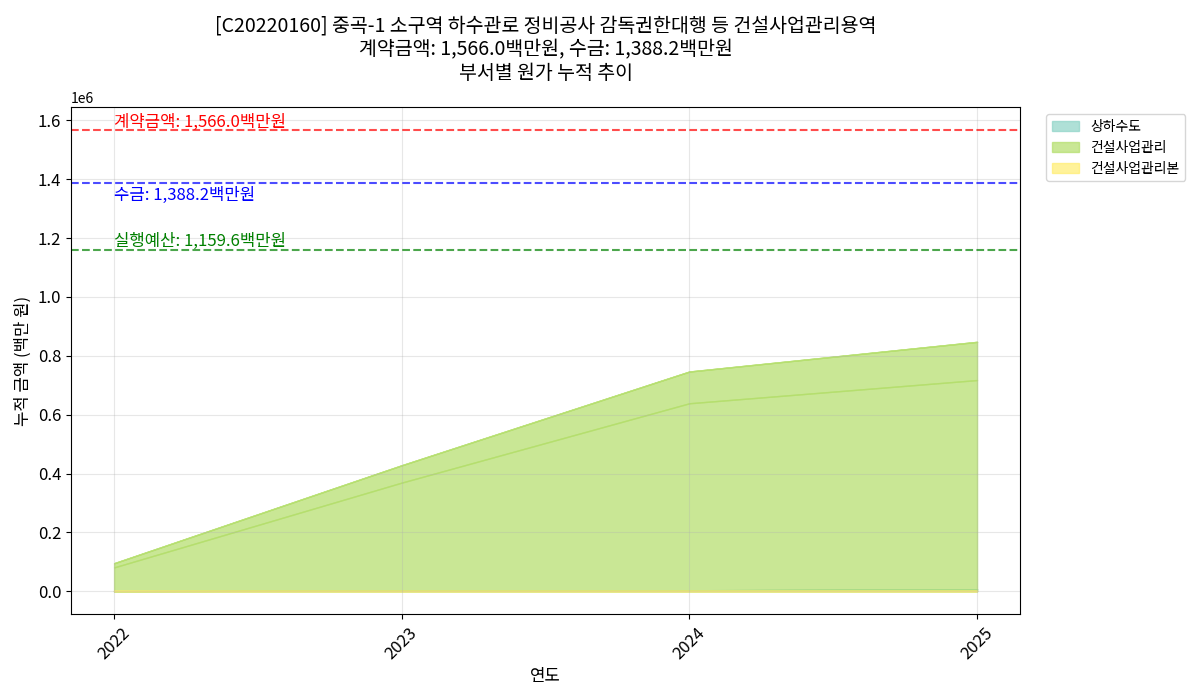 [C20220160] 중곡-1 소구역 하수관로 정비공사 감독권한대행 등 건설사업관리용역
계약금액: 1,566.0백만원, 수금: 1,388.2백만원
부서별 원가 누적 추이
1e6
1.6
1.4
1.2
1.0
0.8
0.6
0.4
0.2
0.0
누적 금액 (백만 원)
계약금액: 1,566.0백만원
수금: 1,388.2백만원
실행예산: 1,159.6백만원
상하수도
건설사업관리
건설사업관리본
2022
2023
2024
2025
연도